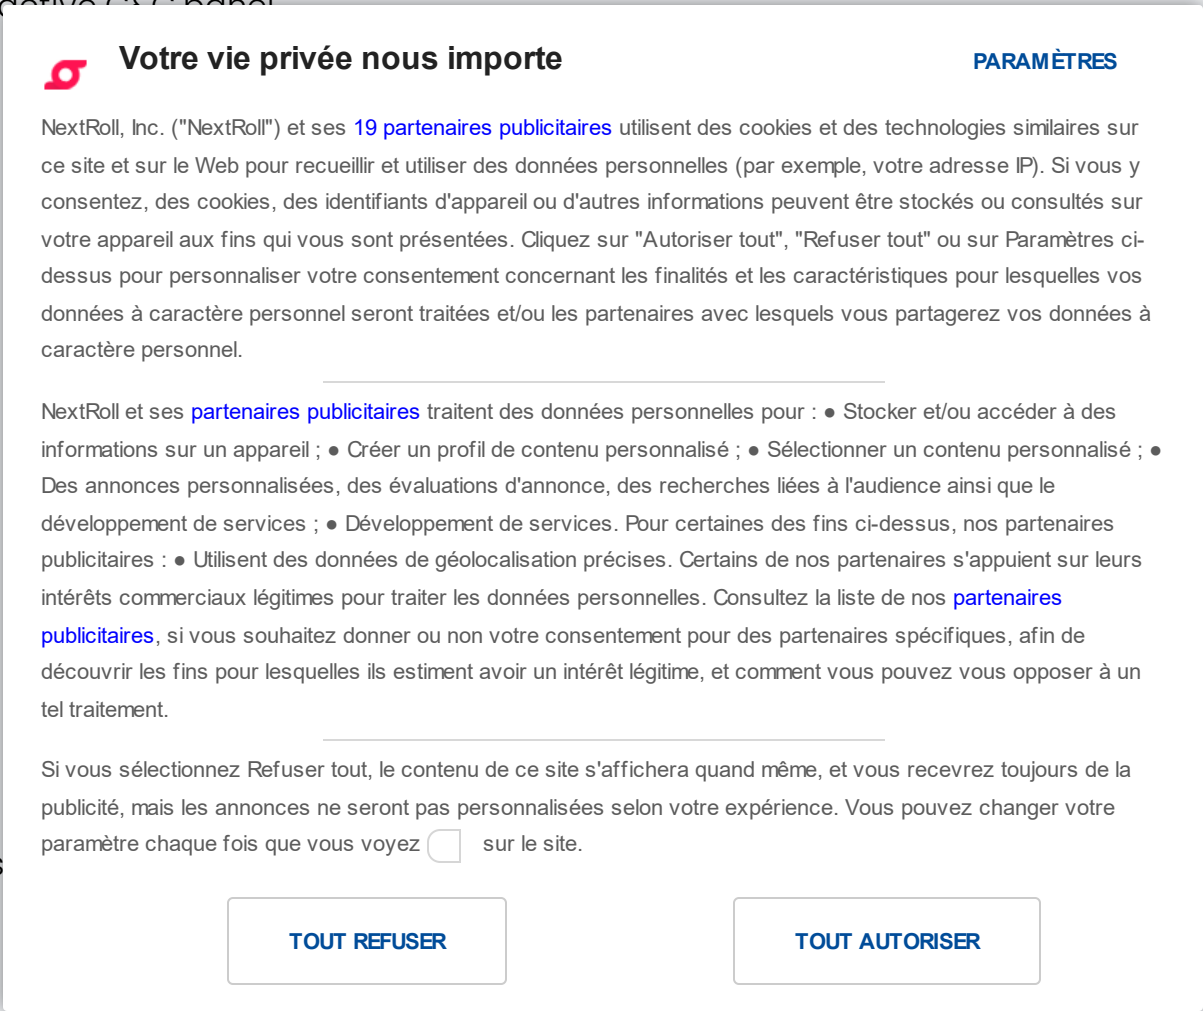 Votre vie privée nous importe
PARAMÈTRES
NextRoll, Inc. ("NextRoll") et ses 19 partenaires publicitaires utilisent des cookies et des technologies similaires sur
ce site et sur le Web pour recueillir et utiliser des données personnelles (par exemple, votre adresse IP). Si vous y
consentez, des cookies, des identifiants d'appareil ou d'autres informations peuvent être stockés ou consultés sur
votre appareil aux fins qui vous sont présentées. Cliquez sur "Autoriser tout", "Refuser tout" ou sur Paramètres ci-
dessus pour personnaliser votre consentement concernant les finalités et les caractéristiques pour lesquelles vos
données à caractère personnel seront traitées et/ou les partenaires avec lesquels vous partagerez vos données à
caractère personnel.
NextRoll et ses partenaires publicitaires traitent des données personnelles pour : ● Stocker et/ou accéder à des
informations sur un appareil ; ● Créer un profil de contenu personnalisé ; ● Sélectionner un contenu personnalisé ; ●
Des annonces personnalisées, des évaluations d'annonce, des recherches liées à l'audience ainsi que le
développement de services ; ● Développement de services. Pour certaines des fins ci-dessus, nos partenaires
publicitaires : ● Utilisent des données de géolocalisation précises. Certains de nos partenaires s'appuient sur leurs
intérêts commerciaux légitimes pour traiter les données personnelles. Consultez la liste de nos partenaires
publicitaires, si vous souhaitez donner ou non votre consentement pour des partenaires spécifiques, afin de
découvrir les fins pour lesquelles ils estiment avoir un intérêt légitime, et comment vous pouvez vous opposer à un
tel traitement.
Si vous sélectionnez Refuser tout, le contenu de ce site s'affichera quand même, et vous recevrez toujours de la
publicité, mais les annonces ne seront pas personnalisées selon votre expérience. Vous pouvez changer votre
paramètre chaque fois que vous voyez sur le site.
TOUT REFUSER
TOUT AUTORISER